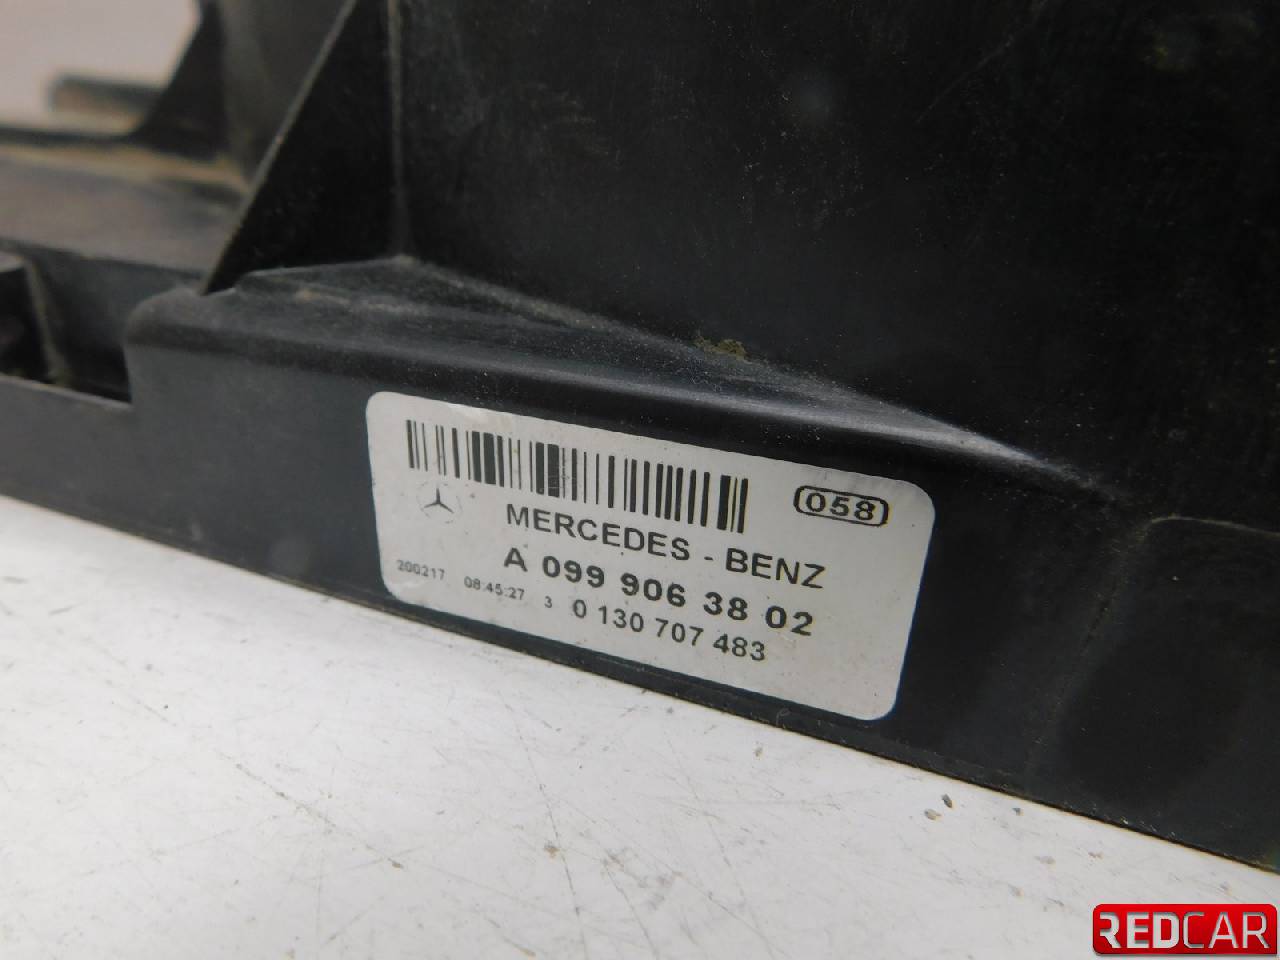 058
MERCEDES - BENZ
A 099 906 38 02
200217 08:45:27 3 0 130 707 483
REDCAR